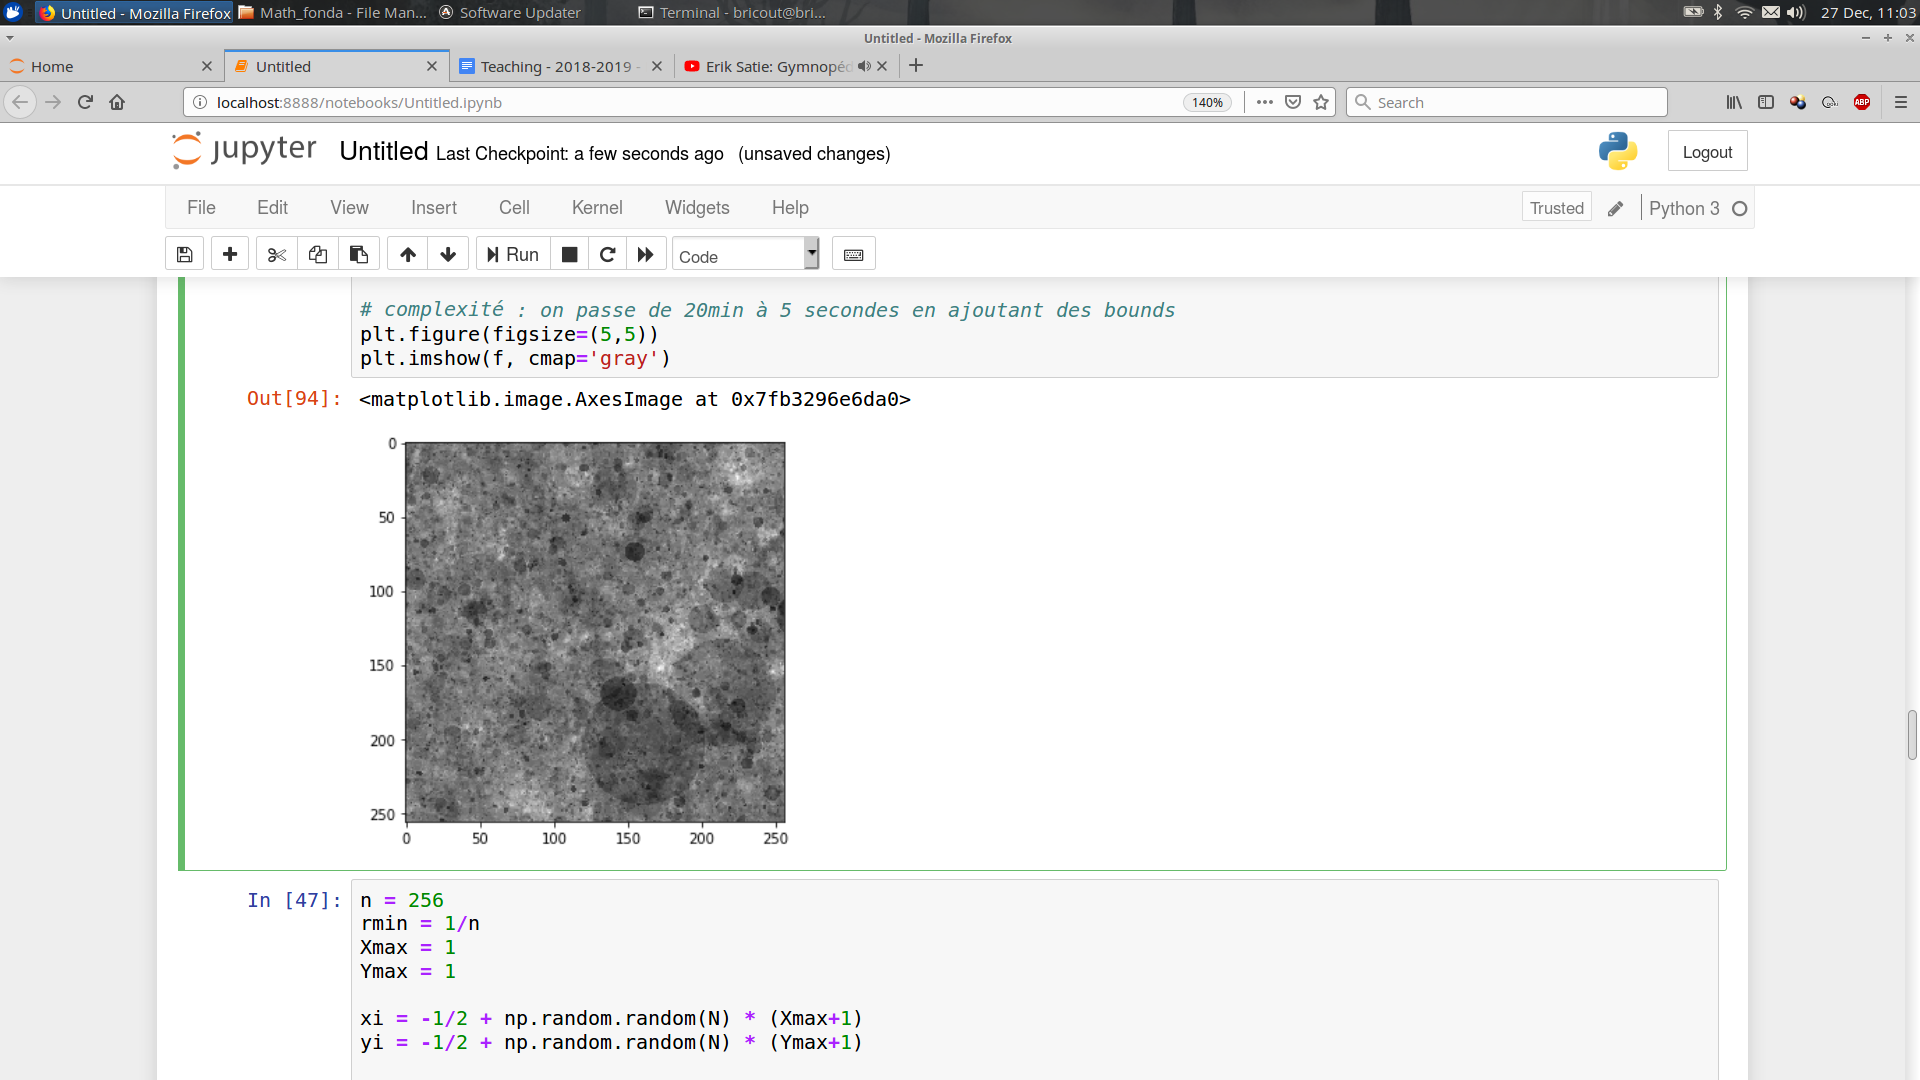 Untitled - Mozilla Firefox
Math_fonda - File Man...
Software Updater
Terminal - bricout@bri...
27 Dec, 11:03
Untitled - Mozilla Firefox
Home
Untitled
Teaching - 2018-2019 -
Erik Satie: Gymnopéd
localhost:8888/notebooks/Untitled.ipynb
140%
Search
ABP
jupyter
Untitled Last Checkpoint: a few seconds ago (unsaved changes)
Logout
File Edit View Insert Cell Kernel Widgets Help
Trusted
Python 3
Run
Code
# complexité : on passe de 20min à 5 secondes en ajoutant des bounds
plt.figure(figsize=(5,5))
plt.imshow(f, cmap='gray')
Out[94]: <matplotlib.image.AxesImage at 0x7fb3296e6da0>
0
50
100
150
200
250
0 50 100 150 200 250
In [47]: n = 256
rmin = 1/n
Xmax = 1
Ymax = 1
xi = -1/2 + np.random.random(N) * (Xmax+1)
yi = -1/2 + np.random.random(N) * (Ymax+1)